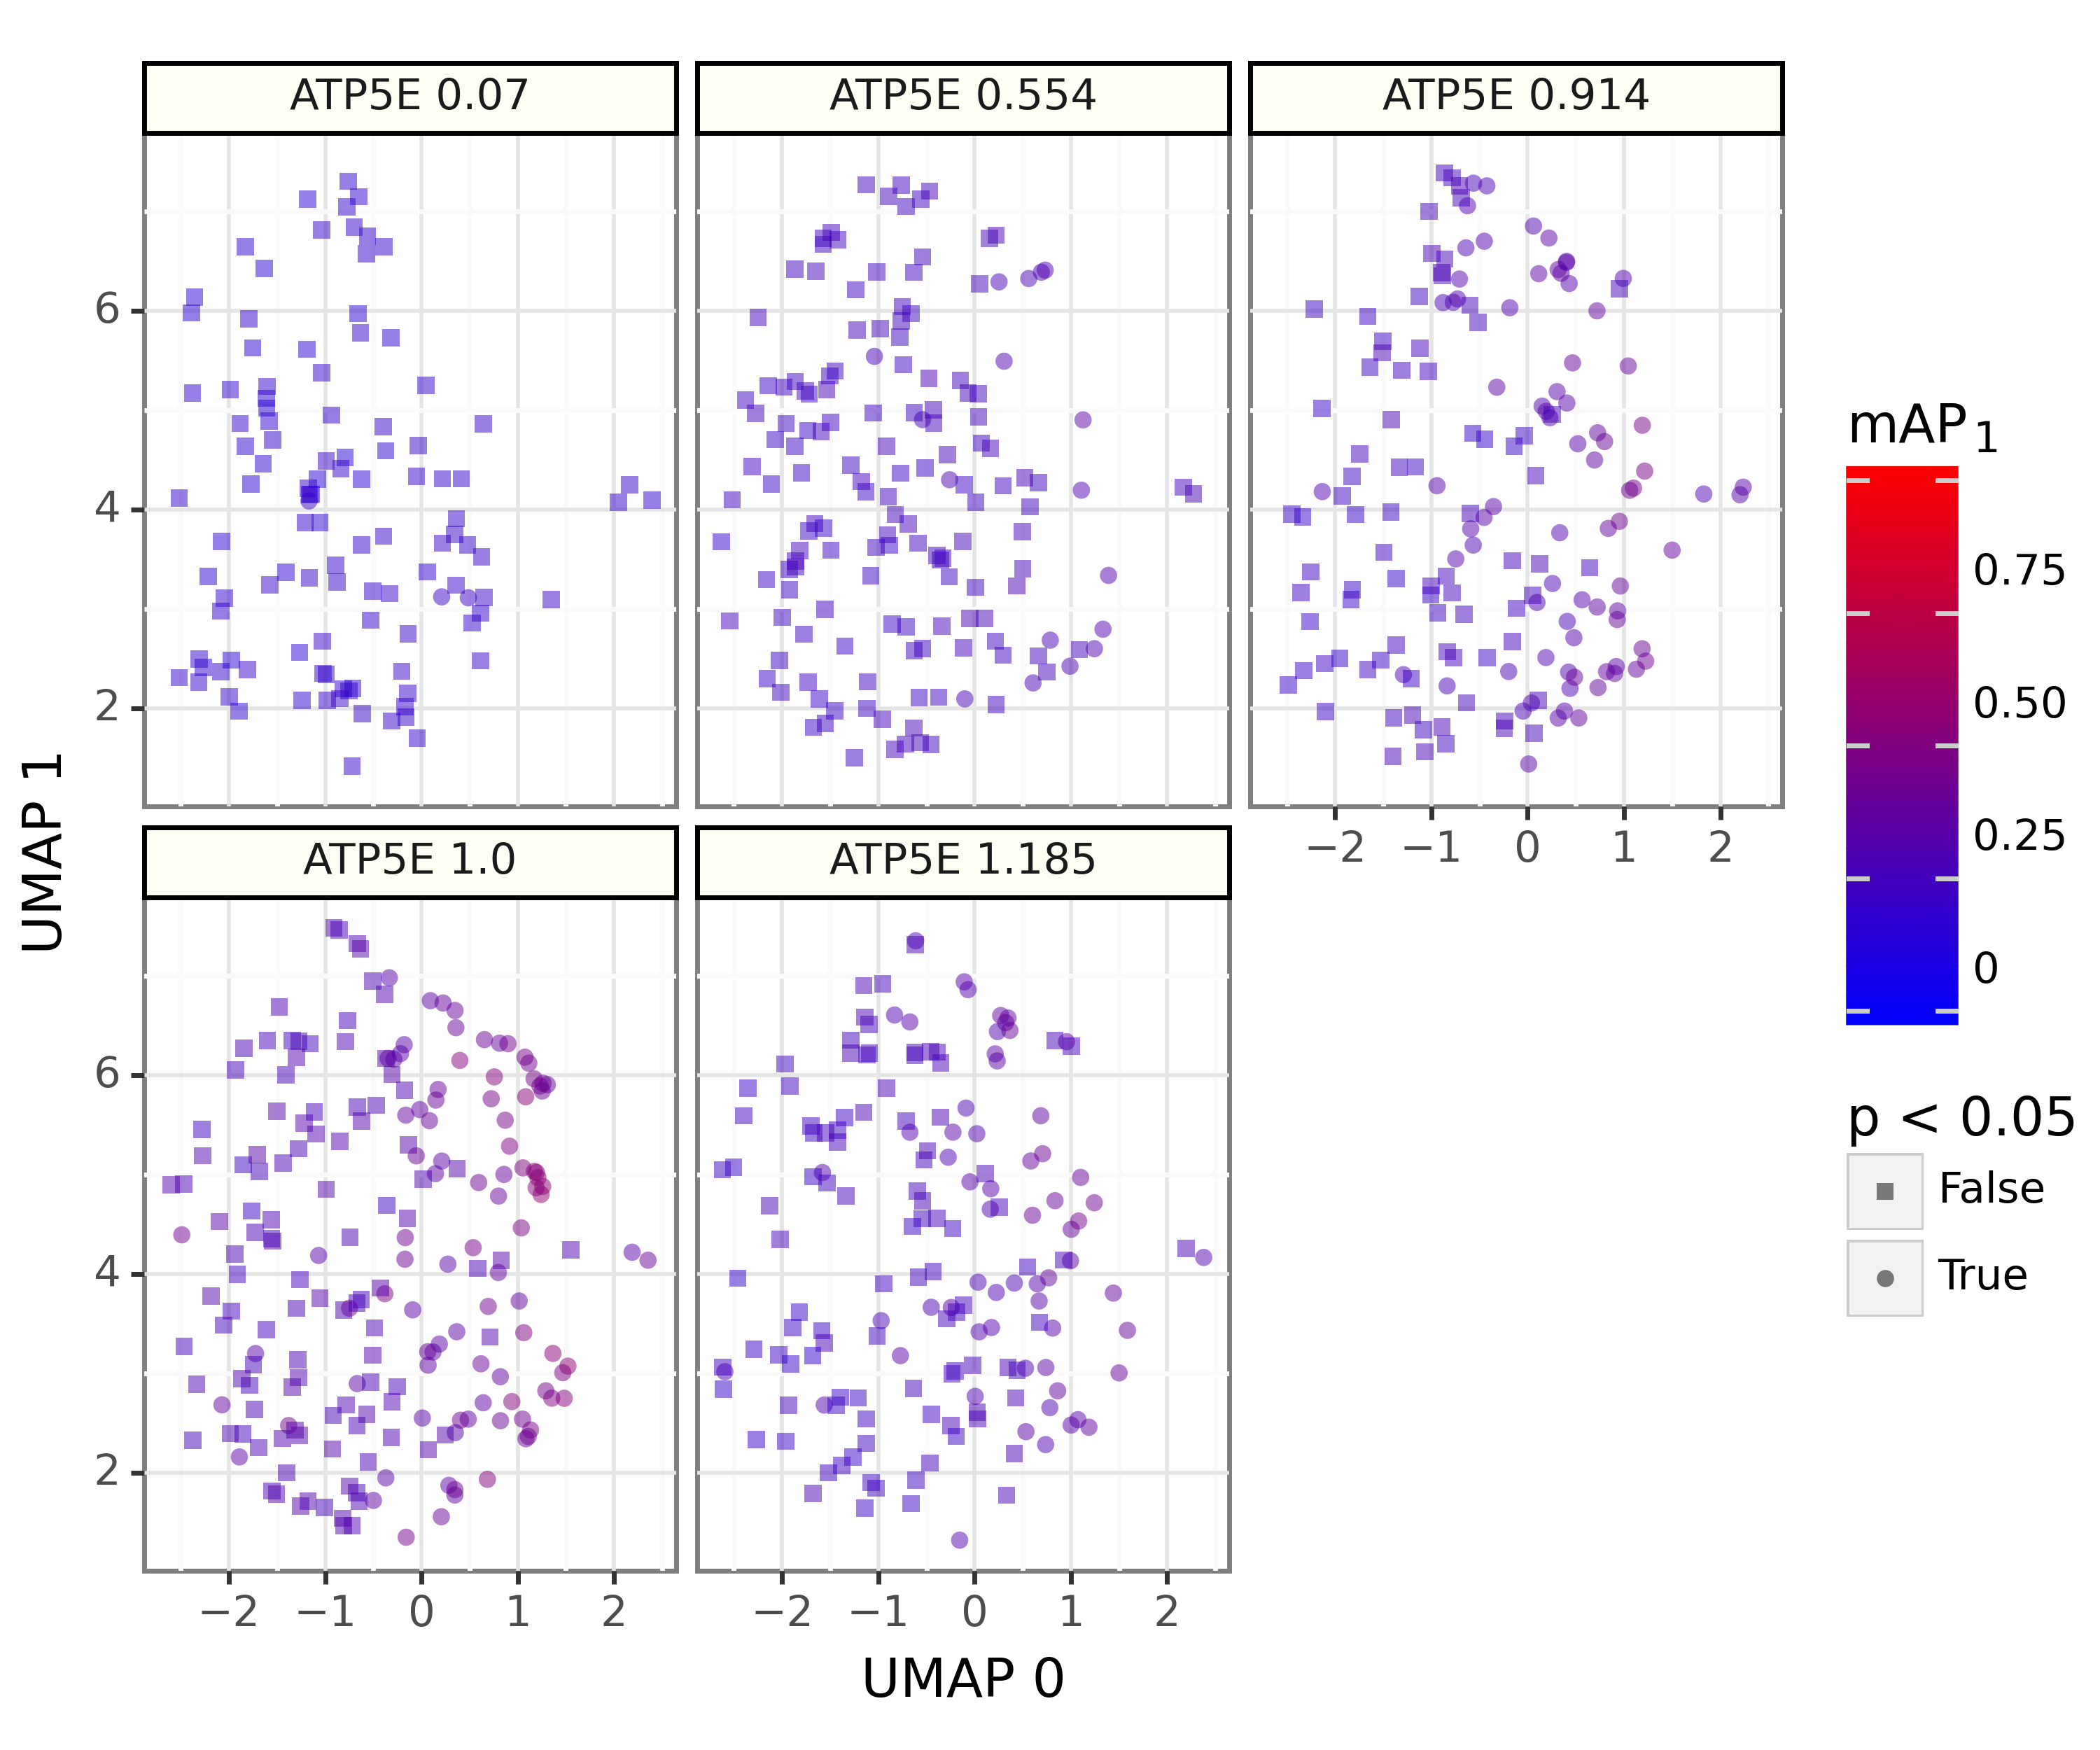 ATP5E 0.07
ATP5E 0.554
ATP5E 0.914
6
4
2
−2 −1 0 1 2
UMAP 1
ATP5E 1.0
ATP5E 1.185
6
4
2
−2 −1 0 1 2
−2 −1 0 1 2
UMAP 0
mAP
1
0.75
0.50
0.25
0
p < 0.05
False
True